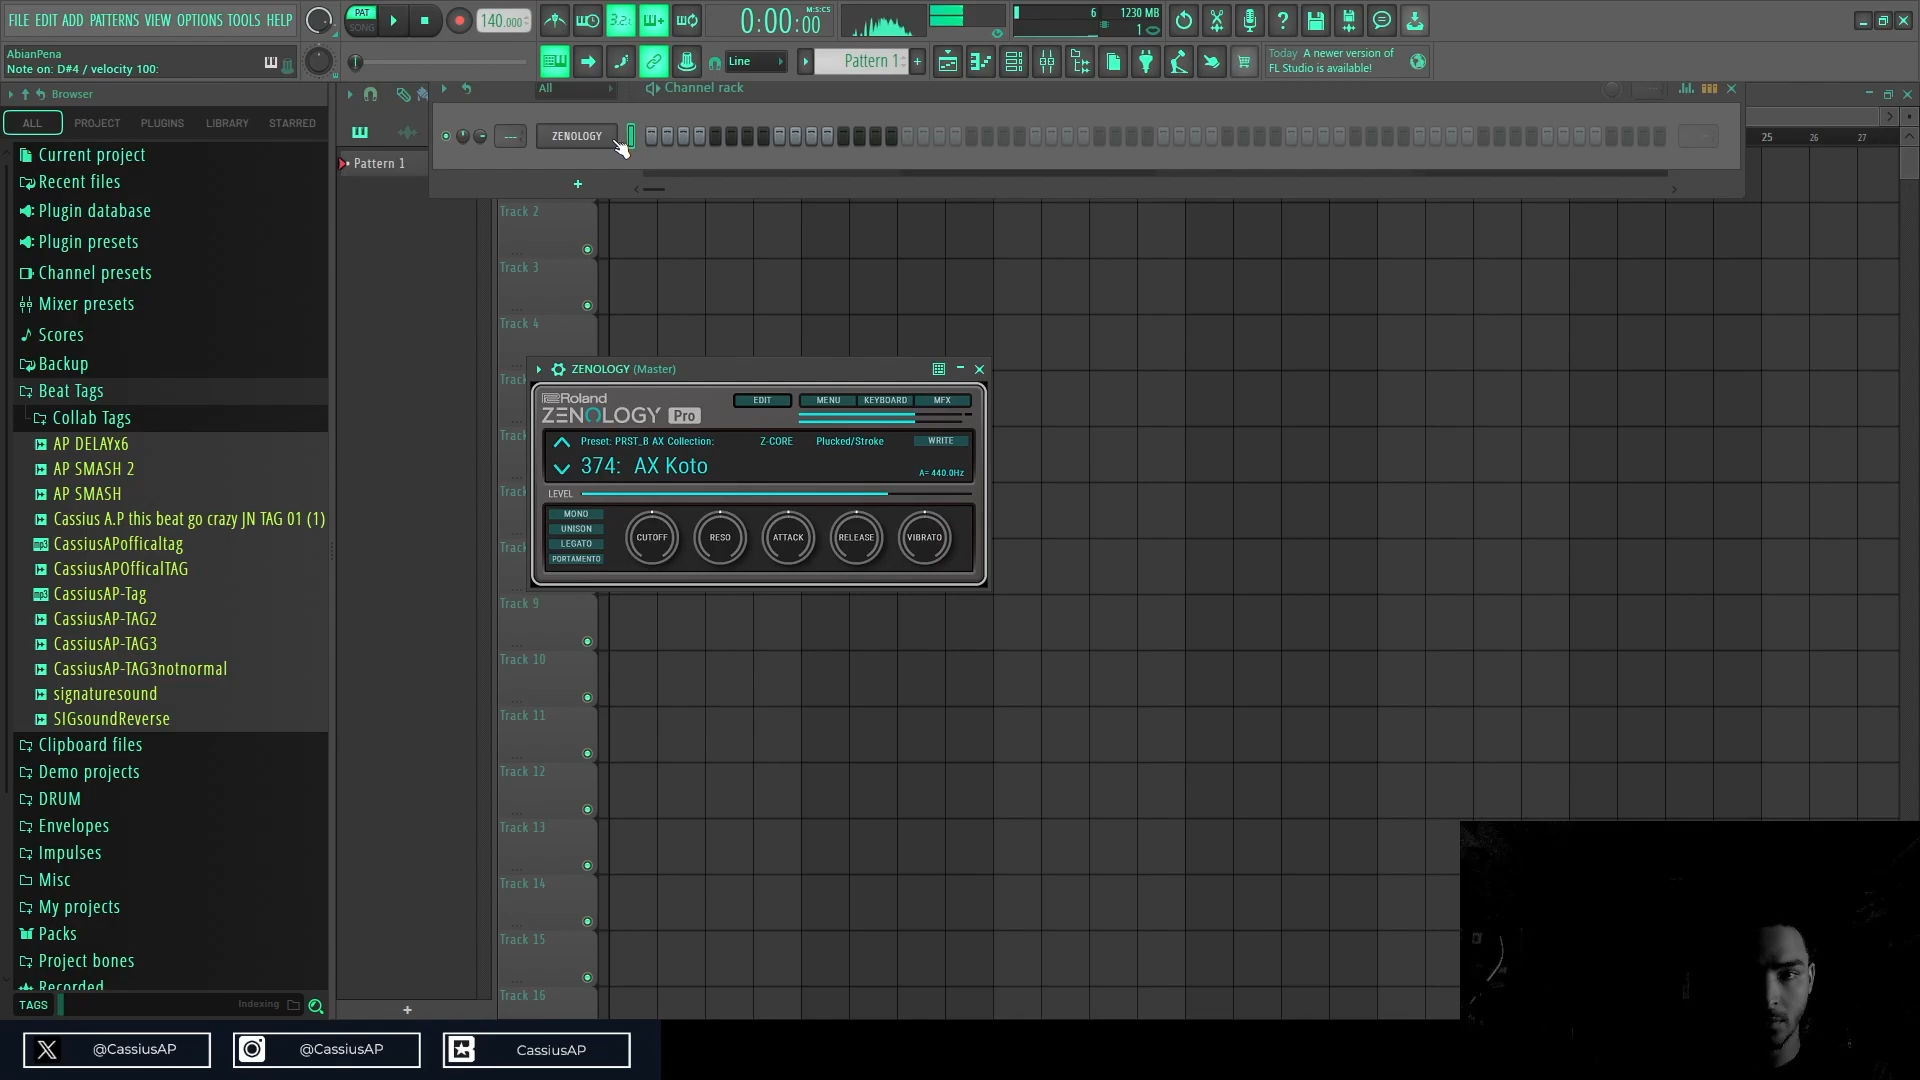 FILE EDIT ADD PATTERNS VIEW OPTIONS TOOLS HELP
PAT
SONG
140.000
3.2.
0:00:00
M:S:CS
6
1230 MB
1
AbianPena
Note on: D#4 / velocity 100:
Line
Pattern 1
Today A newer version of
FL Studio is available!
Browser
ALL
PROJECT
PLUGINS
LIBRARY
STARRED
Current project
Recent files
Plugin database
Plugin presets
Channel presets
Mixer presets
Scores
Backup
Beat Tags
Collab Tags
AP DELAYx6
AP SMASH 2
AP SMASH
Cassius A.P this beat go crazy JN TAG 01 (1)
CassiusAPofficaltag
CassiusAPOfficalTAG
CassiusAP-Tag
CassiusAP-TAG2
CassiusAP-TAG3
CassiusAP-TAG3notnormal
signaturesound
SIGsoundReverse
Clipboard files
Demo projects
DRUM
Envelopes
Impulses
Misc
My projects
Packs
Project bones
Recorded
TAGS
Indexing
Pattern 1
All
Channel rack
ZENOLOGY
25
26
27
Track 2
Track 3
Track 4
Track 9
Track 10
Track 11
Track 12
Track 13
Track 14
Track 15
Track 16
ZENOLOGY (Master)
Roland
ZENOLOGY Pro
EDIT
MENU
KEYBOARD
MFX
Preset: PRST_B AX Collection:
Z-CORE
Plucked/Stroke
WRITE
374: AX Koto
A= 440.0Hz
LEVEL
MONO
UNISON
LEGATO
PORTAMENTO
CUTOFF
RESO
ATTACK
RELEASE
VIBRATO
@CassiusAP
@CassiusAP
CassiusAP